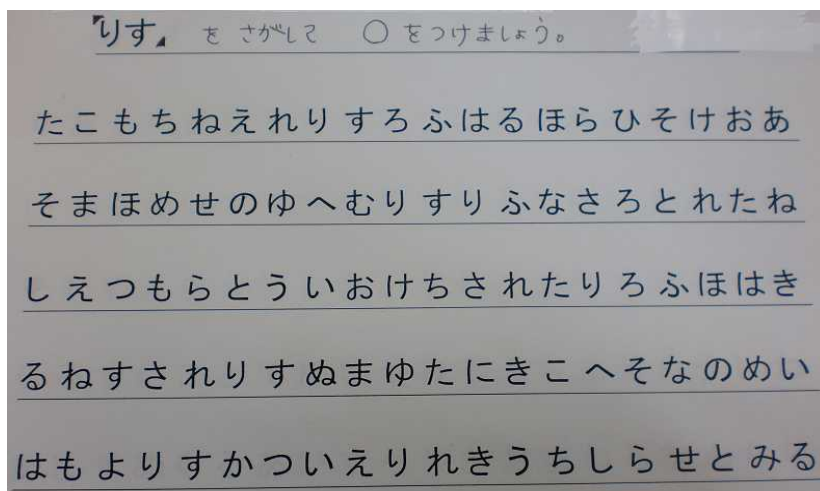 「りす」 を さがして ○をつけましょう。
たこもちねえれりすろふはるほらひそけおあ
そまほめせのゆへむりすりふなさろとれたね
しえつもらとういおけちされたりろふほはき
るねすされりすぬまゆたにきこへそなのめい
はもよりすかついえりれきうちしらせとみる